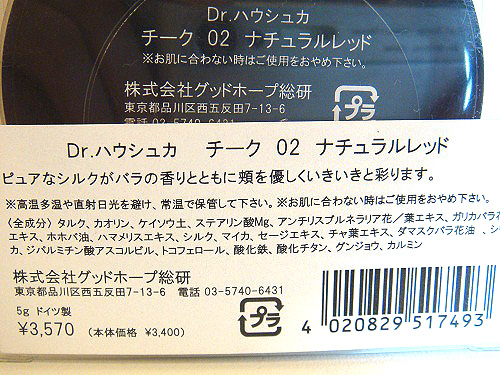 Dr.ハウシュカ
チーク 02 ナチュラルレッド
※お肌に合わない時はご使用をおやめ下さい。
株式会社グッドホープ総研
東京都品川区西五反田7-13-6
電話 03-5740-6431
プラ
Dr.ハウシュカ チーク 02 ナチュラルレッド
ピュアなシルクがバラの香りとともに頬を優しくいきいきと彩ります。
※高温多湿や直射日光を避け、常温で保管して下さい。※お肌に合わない時はご使用をおやめ下さい。
〈全成分〉タルク、カオリン、ケイソウ土、ステアリン酸Mg、アンチリスブルネラリア花/葉エキス、ガリカバラ花
エキス、ホホバ油、ハマメリスエキス、シルク、マイカ、セージエキス、チャ葉エキス、ダマスクバラ花油 、シリ
カ、ジパルミチン酸アスコルビル、トコフェロール、酸化鉄、酸化チタン、グンジョウ、カルミン
株式会社グッドホープ総研
東京都品川区西五反田7-13-6 電話 03-5740-6431
5g ドイツ製
¥3,570 (本体価格 ¥3,400)
プラ
4 020829 517493